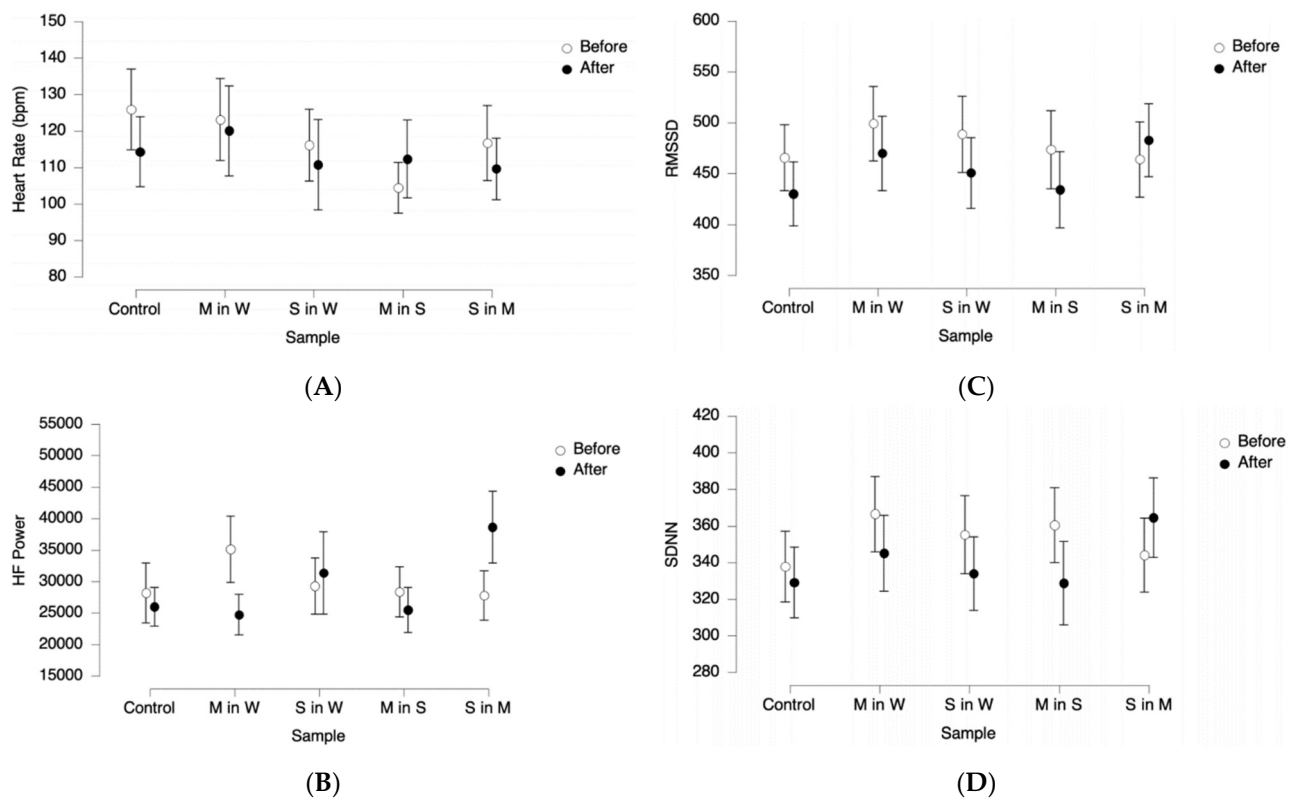 150
140
130
120
110
100
90
80
Heart Rate (bpm)
Before
After
Control M in W S in W M in S S in M
Sample
(A)
600
550
500
450
400
350
RMSSD
Before
After
Control M in W S in W M in S S in M
Sample
(C)
55000
50000
45000
40000
35000
30000
25000
20000
15000
HF Power
Before
After
Control M in W S in W M in S S in M
Sample
(B)
420
400
380
360
340
320
300
280
SDNN
Before
After
Control M in W S in W M in S S in M
Sample
(D)